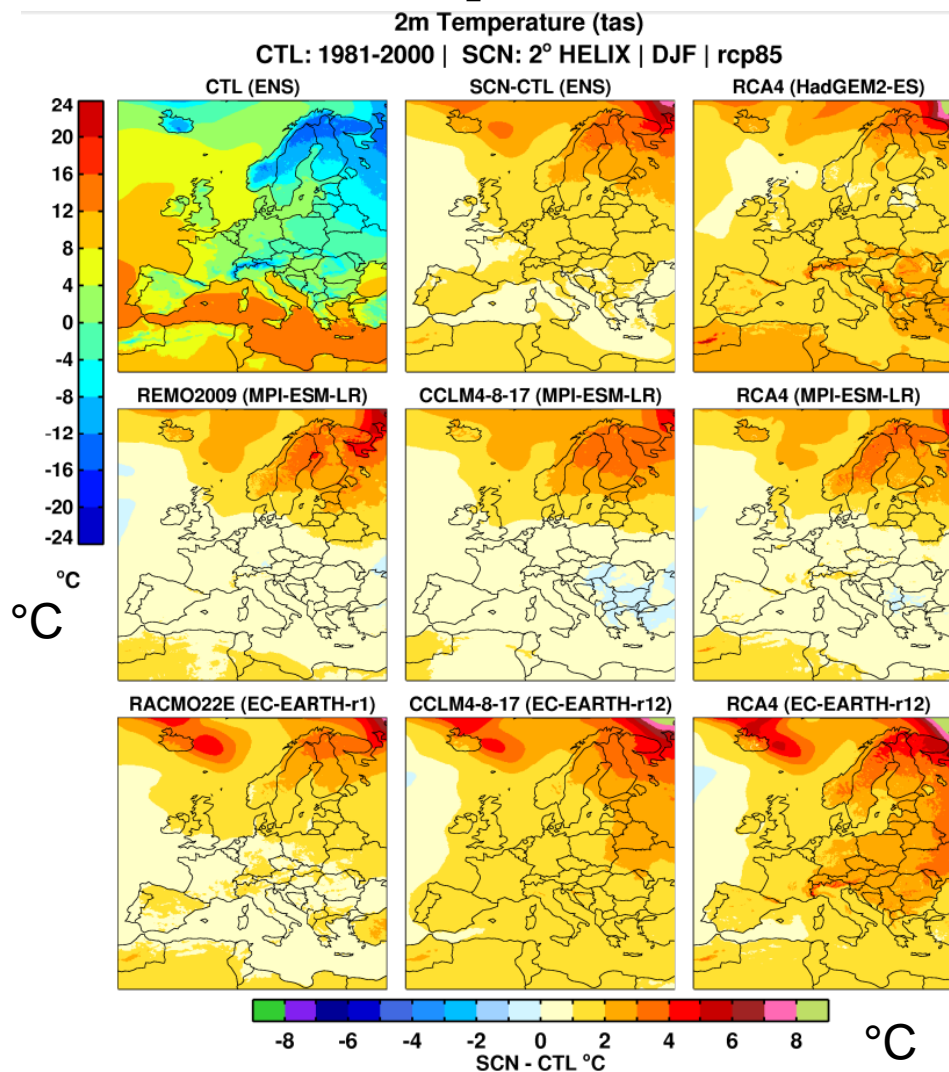 2m Temperature (tas)
CTL: 1981-2000 | SCN: 2° HELIX | DJF | rcp85
CTL (ENS) SCN-CTL (ENS) RCA4 (HadGEM2-ES)
24
20
16
12
8
4
0
-4
-8
-12
-16
-20
-24
°C
°C
REMO2009 (MPI-ESM-LR) CCLM4-8-17 (MPI-ESM-LR) RCA4 (MPI-ESM-LR)
RACMO22E (EC-EARTH-r1) CCLM4-8-17 (EC-EARTH-r12) RCA4 (EC-EARTH-r12)
-8 -6 -4 -2 0 2 4 6 8
SCN - CTL °C
°C